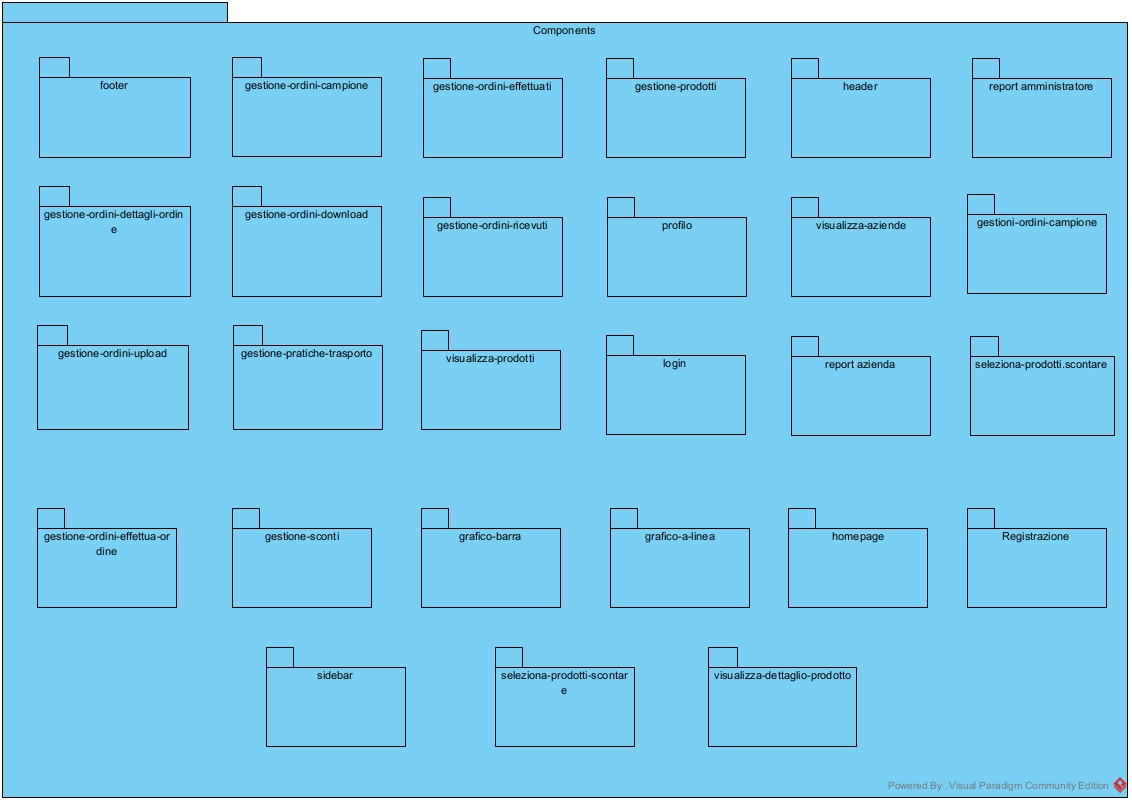 Components
footer
gestione-ordini-campione
gestione-ordini-effettuati
gestione-prodotti
header
report amministratore
gestione-ordini-dettagli-ordin
e
gestione-ordini-download
gestione-ordini-ricevuti
profilo
visualizza-aziende
gestioni-ordini-campione
gestione-ordini-upload
gestione-pratiche-trasporto
visualizza-prodotti
login
report azienda
seleziona-prodotti.scontare
gestione-ordini-effettua-or
dine
gestione-sconti
grafico-barra
grafico-a-linea
homepage
Registrazione
sidebar
seleziona-prodotti-scontar
e
visualizza-dettaglio-prodotto
Powered By Visual Paradigm Community Edition